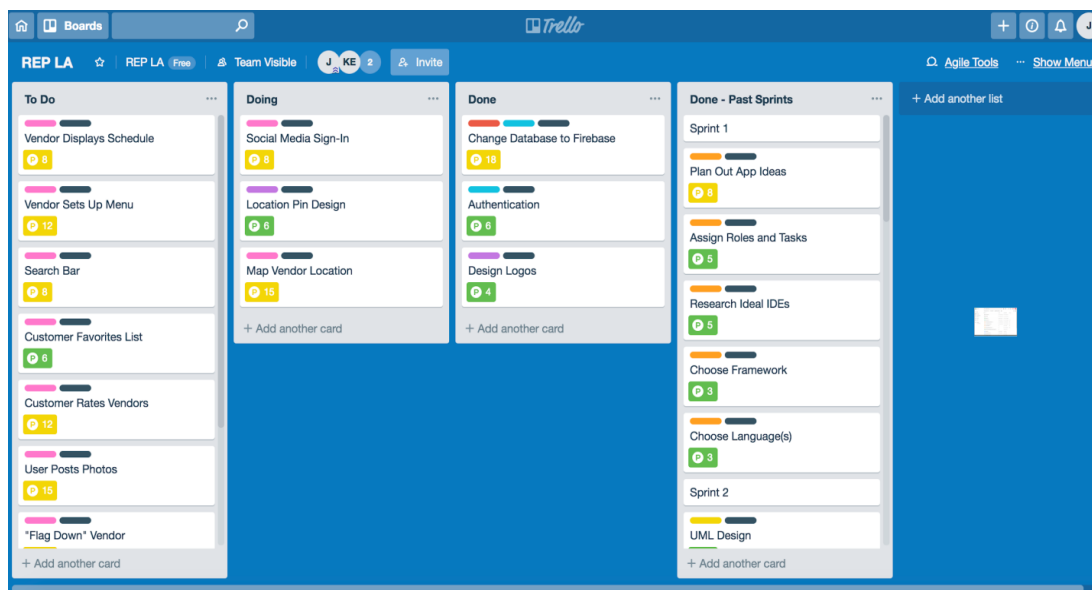 Boards
Trello
J
REP LA
REP LA Free
Team Visible
J KE 2
Invite
Agile Tools
... Show Menu
To Do ...
Vendor Displays Schedule
P 8
Vendor Sets Up Menu
P 12
Search Bar
P 8
Customer Favorites List
P 6
Customer Rates Vendors
P 12
User Posts Photos
P 15
"Flag Down" Vendor
+ Add another card
Doing ...
Social Media Sign-In
P 8
Location Pin Design
P 6
Map Vendor Location
P 15
+ Add another card
Done ...
Change Database to Firebase
P 18
Authentication
P 6
Design Logos
P 4
+ Add another card
Done - Past Sprints ...
Sprint 1
Plan Out App Ideas
P 8
Assign Roles and Tasks
P 5
Research Ideal IDEs
P 5
Choose Framework
P 3
Choose Language(s)
P 3
Sprint 2
UML Design
+ Add another card
+ Add another list